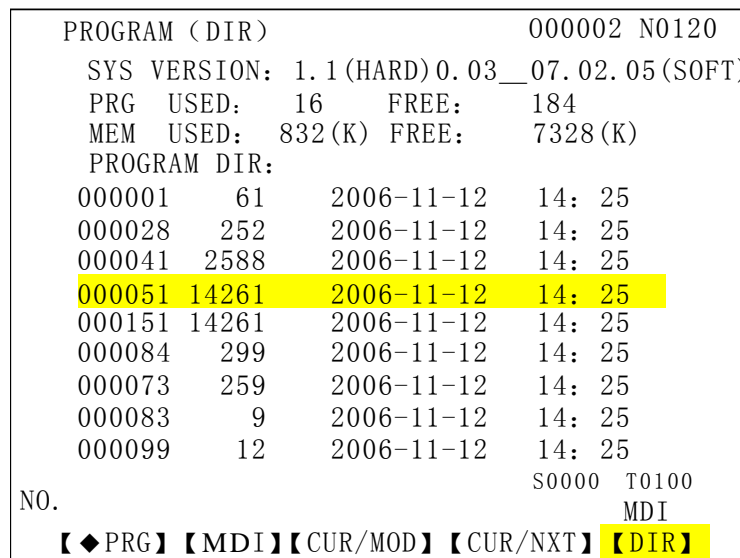 PROGRAM（DIR） 000002 N0120
SYS VERSION：1.1(HARD)0.03__07.02.05(SOFT)
PRG USED： 16 FREE： 184
MEM USED： 832(K) FREE： 7328(K)
PROGRAM DIR：
000001 61 2006-11-12 14：25
000028 252 2006-11-12 14：25
000041 2588 2006-11-12 14：25
000051 14261 2006-11-12 14：25
000151 14261 2006-11-12 14：25
000084 299 2006-11-12 14：25
000073 259 2006-11-12 14：25
000083 9 2006-11-12 14：25
000099 12 2006-11-12 14：25
S0000 T0100
NO.
MDI
【◆PRG】【MDI】【CUR/MOD】【CUR/NXT】【DIR】